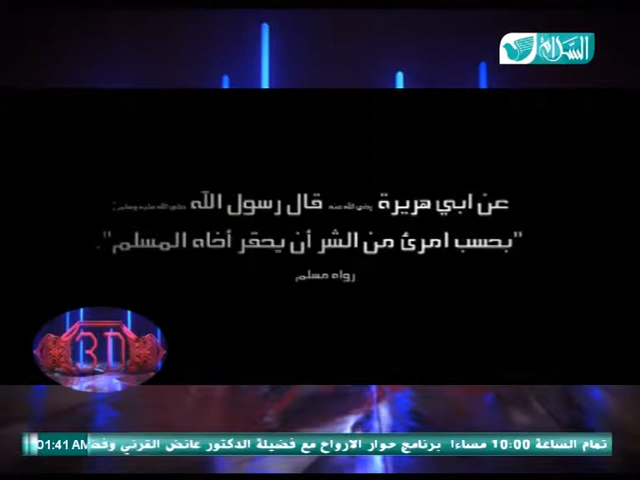 السلام
عن ابي هريرة رضي الله عنه قال رسول الله صلى الله عليه وسلم :
"بحسب امرئ من الشر أن يحقر أخاه المسلم".
رواه مسلم
3D
تمام الساعة 10:00 مساءا برنامج حوار الارواح مع فضيلة الدكتور عائض القرني وفض
01:41 AM